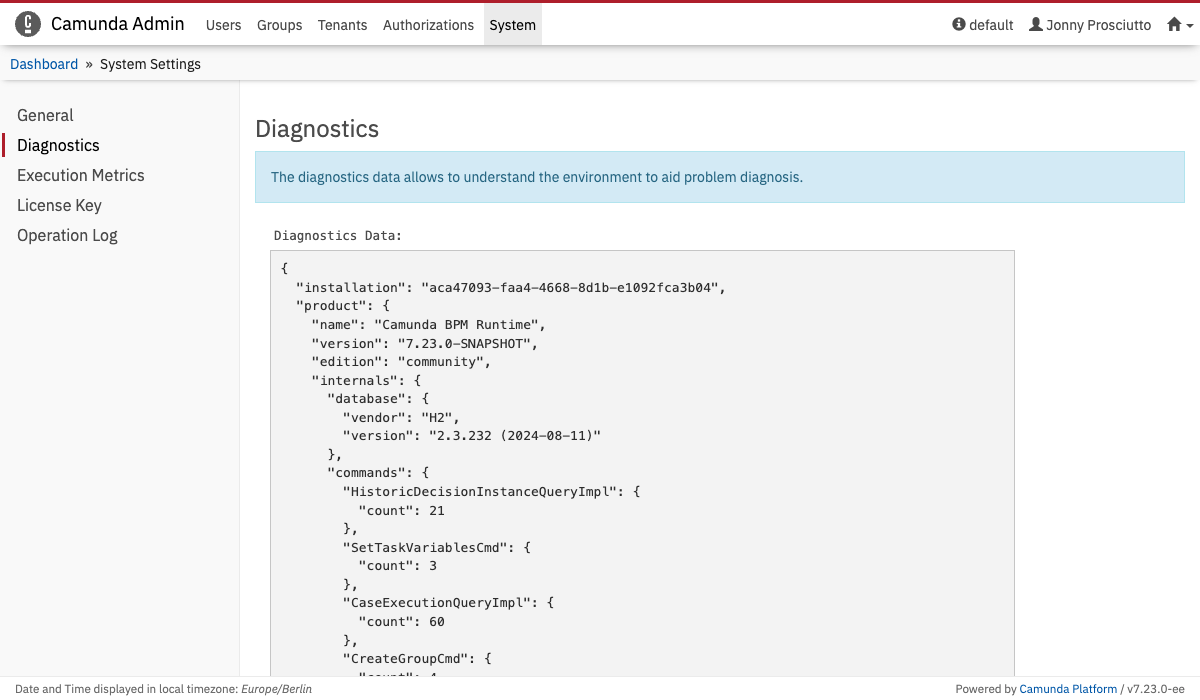 Camunda Admin Users Groups Tenants Authorizations System default Jonny Prosciutto
Dashboard » System Settings
General
Diagnostics
Execution Metrics
License Key
Operation Log
Diagnostics
The diagnostics data allows to understand the environment to aid problem diagnosis.
Diagnostics Data:
{
  "installation": "aca47093-faa4-4668-8d1b-e1092fca3b04",
  "product": {
    "name": "Camunda BPM Runtime",
    "version": "7.23.0-SNAPSHOT",
    "edition": "community",
    "internals": {
      "database": {
        "vendor": "H2",
        "version": "2.3.232 (2024-08-11)"
      },
      "commands": {
        "HistoricDecisionInstanceQueryImpl": {
          "count": 21
        },
        "SetTaskVariablesCmd": {
          "count": 3
        },
        "CaseExecutionQueryImpl": {
          "count": 60
        },
        "CreateGroupCmd": {
Date and Time displayed in local timezone: Europe/Berlin
Powered by Camunda Platform / v7.23.0-ee